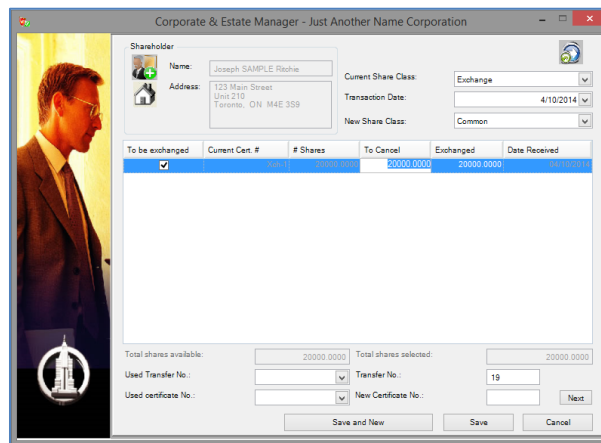 Corporate & Estate Manager - Just Another Name Corporation
Shareholder
Name: Joseph SAMPLE Ritchie
Address: 123 Main Street
Unit 210
Toronto, ON M4E 3S9
Current Share Class: Exchange
Transaction Date: 4/10/2014
New Share Class: Common
To be exchanged Current Cert. # # Shares To Cancel Exchanged Date Received
20000.0000 20000.0000 20000.0000 04/10/2014
Total shares available: 20000.0000 Total shares selected: 20000.0000
Used Transfer No.: Transfer No.: 19
Used certificate No.: New Certificate No.: Next
Save and New Save Cancel